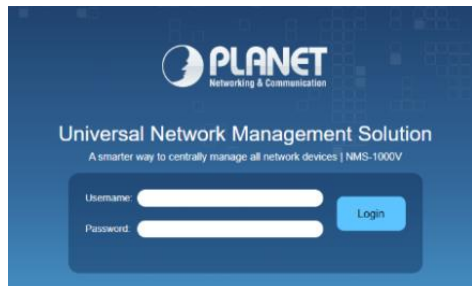 PLANET
Networking & Communication
Universal Network Management Solution
A smarter way to centrally manage all network devices | NMS-1000V
Username:
Login
Password: